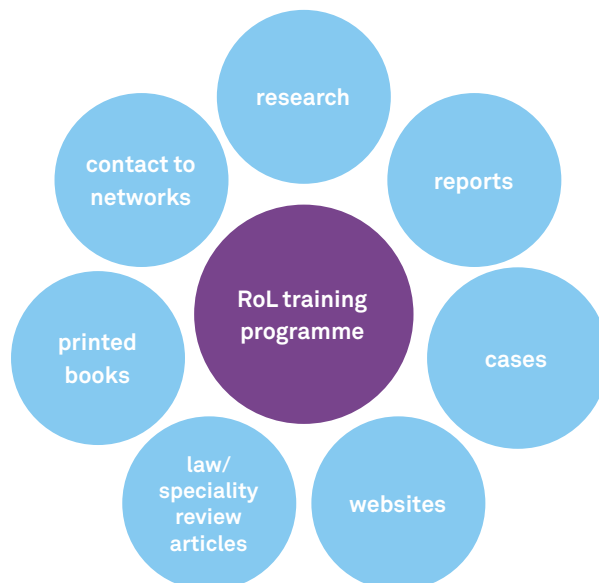 research
contact to
networks
reports
RoL training
programme
printed
books
cases
law/
speciality
review
articles
websites